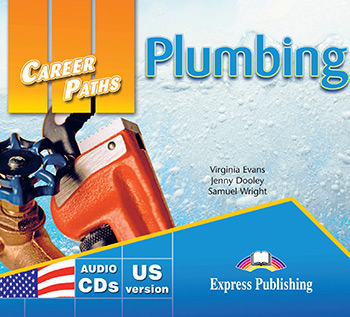 CAREER
PATHS
Plumbing
Virginia Evans
Jenny Dooley
Samuel Wright
AUDIO
CDs
US
version
Express Publishing